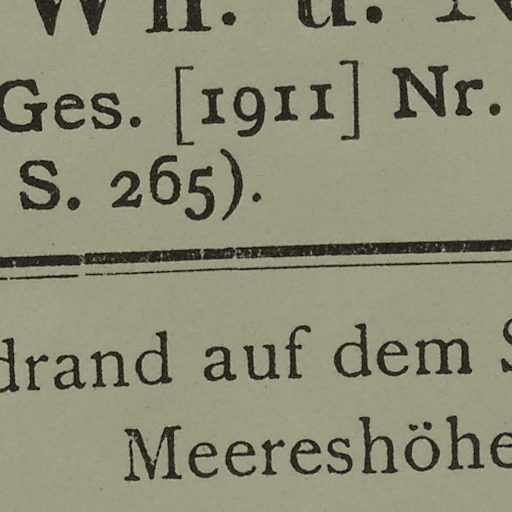 u.
Ges. [1911] Nr.
S. 265).
drand auf dem S
Meereshöhe